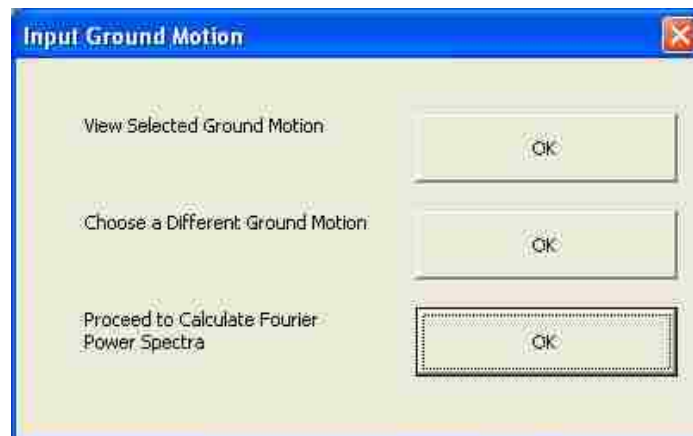 Input Ground Motion
View Selected Ground Motion
OK
Choose a Different Ground Motion
OK
Proceed to Calculate Fourier
Power Spectra
OK